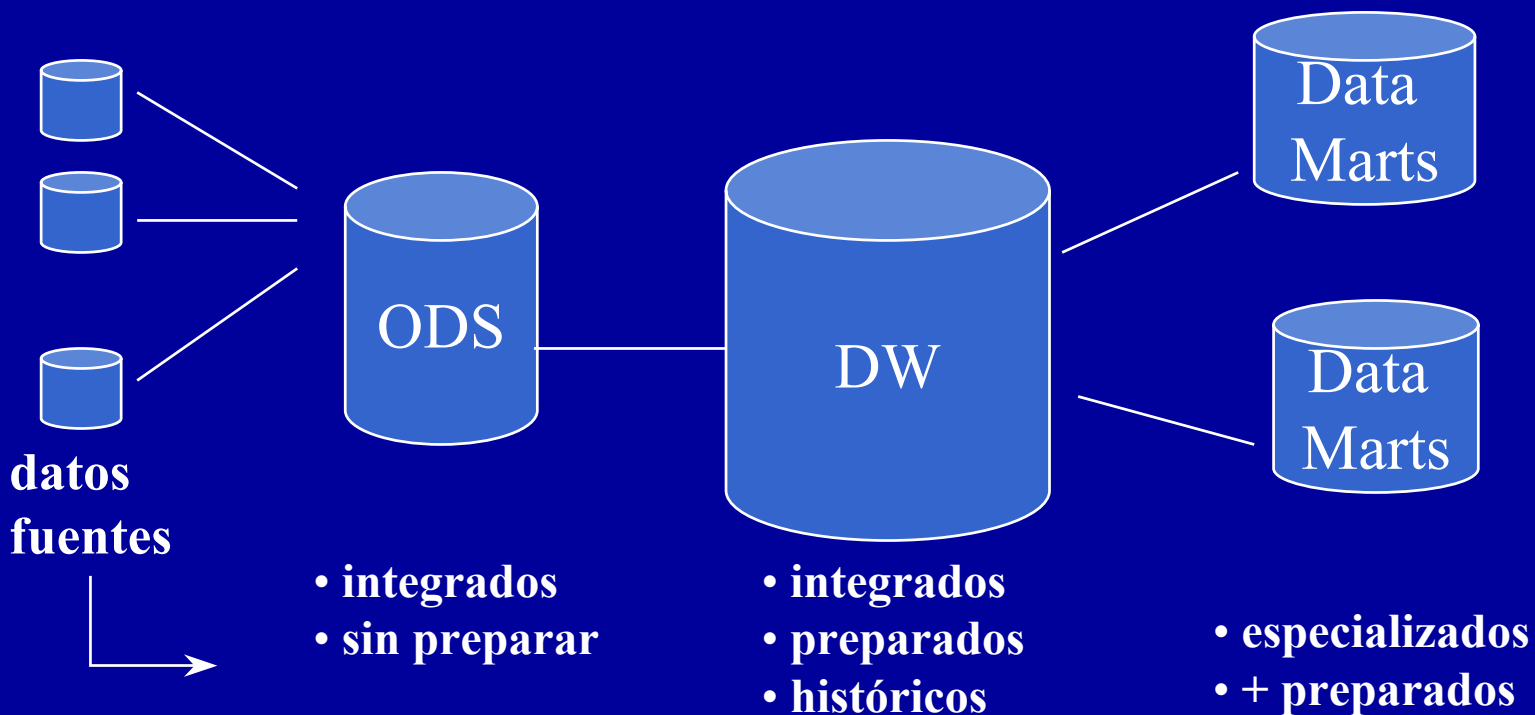 Data
Marts
ODS
DW
Data
Marts
datos
fuentes
• integrados
• sin preparar
• integrados
• preparados
• históricos
• especializados
• + preparados